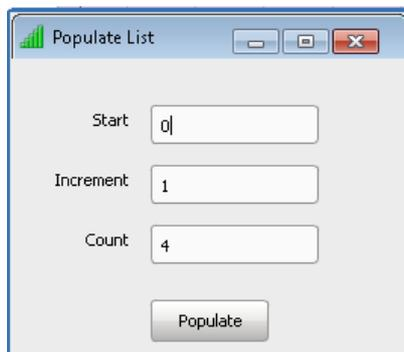 Populate List
Start 0
Increment 1
Count 4
Populate